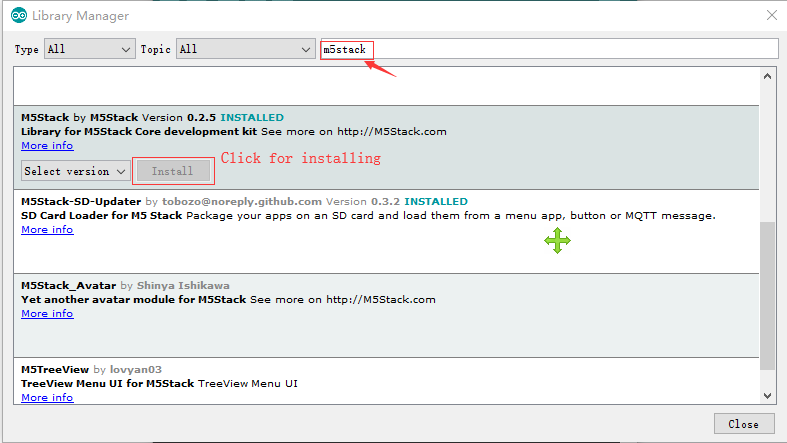 Library Manager
Type All Topic All m5stack
M5Stack by M5Stack Version 0.2.5 INSTALLED
Library for M5Stack Core development kit See more on http://M5Stack.com
More info
Select version Install Click for installing
M5Stack-SD-Updater by tobozo@noreply.github.com Version 0.3.2 INSTALLED
SD Card Loader for M5 Stack Package your apps on an SD card and load them from a menu app, button or MQTT message.
More info
M5Stack_Avatar by Shinya Ishikawa
Yet another avatar module for M5Stack See more on http://M5Stack.com
More info
M5TreeView by lovyan03
TreeView Menu UI for M5Stack TreeView Menu UI
More info
Close